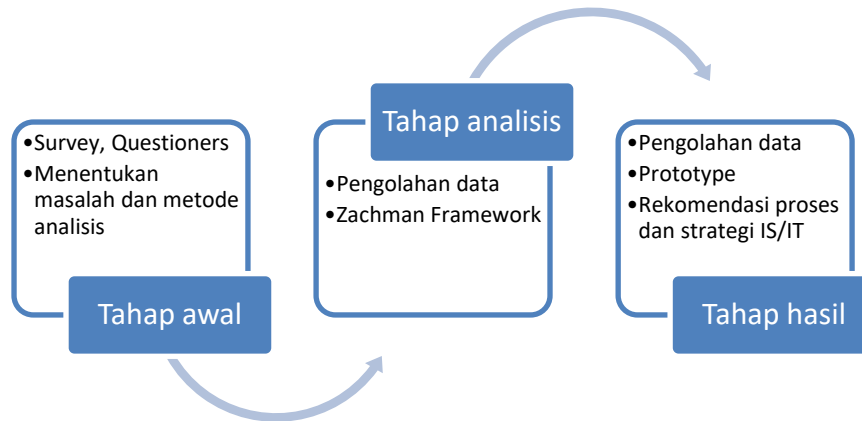 •Survey, Questioners
•Menentukan
masalah dan metode
analisis
Tahap awal
Tahap analisis
•Pengolahan data
•Zachman Framework
•Pengolahan data
•Prototype
•Rekomendasi proses
dan strategi IS/IT
Tahap hasil